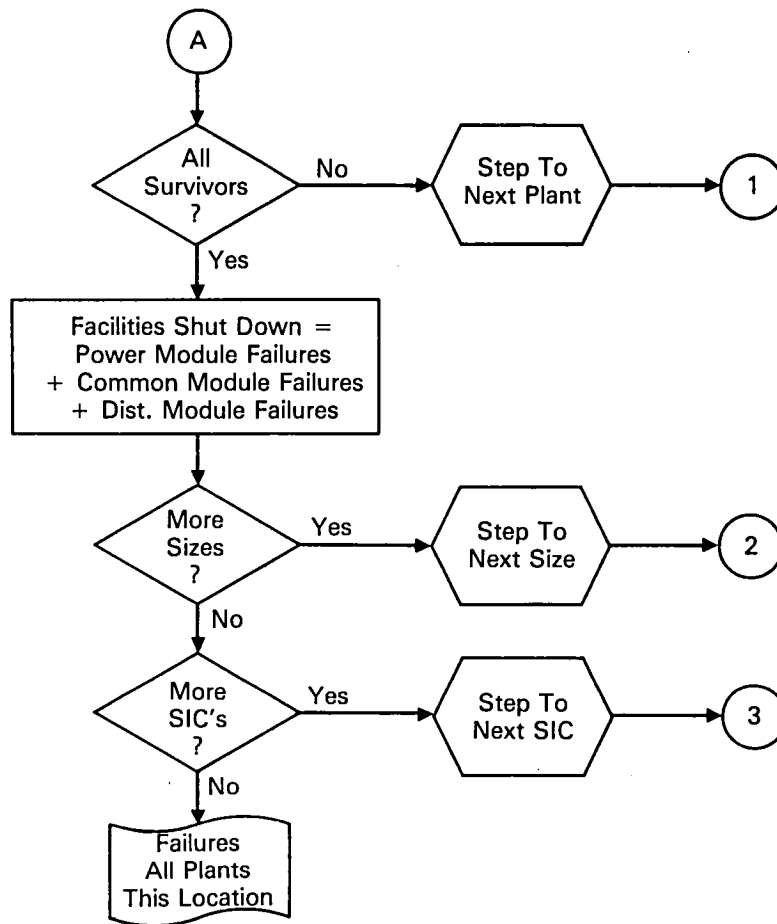 A
All
Survivors
?
No
Step To
Next Plant
1
Yes
Facilities Shut Down =
Power Module Failures
+ Common Module Failures
+ Dist. Module Failures
More
Sizes
?
Yes
Step To
Next Size
2
No
More
SIC's
?
Yes
Step To
Next SIC
3
No
Failures
All Plants
This Location